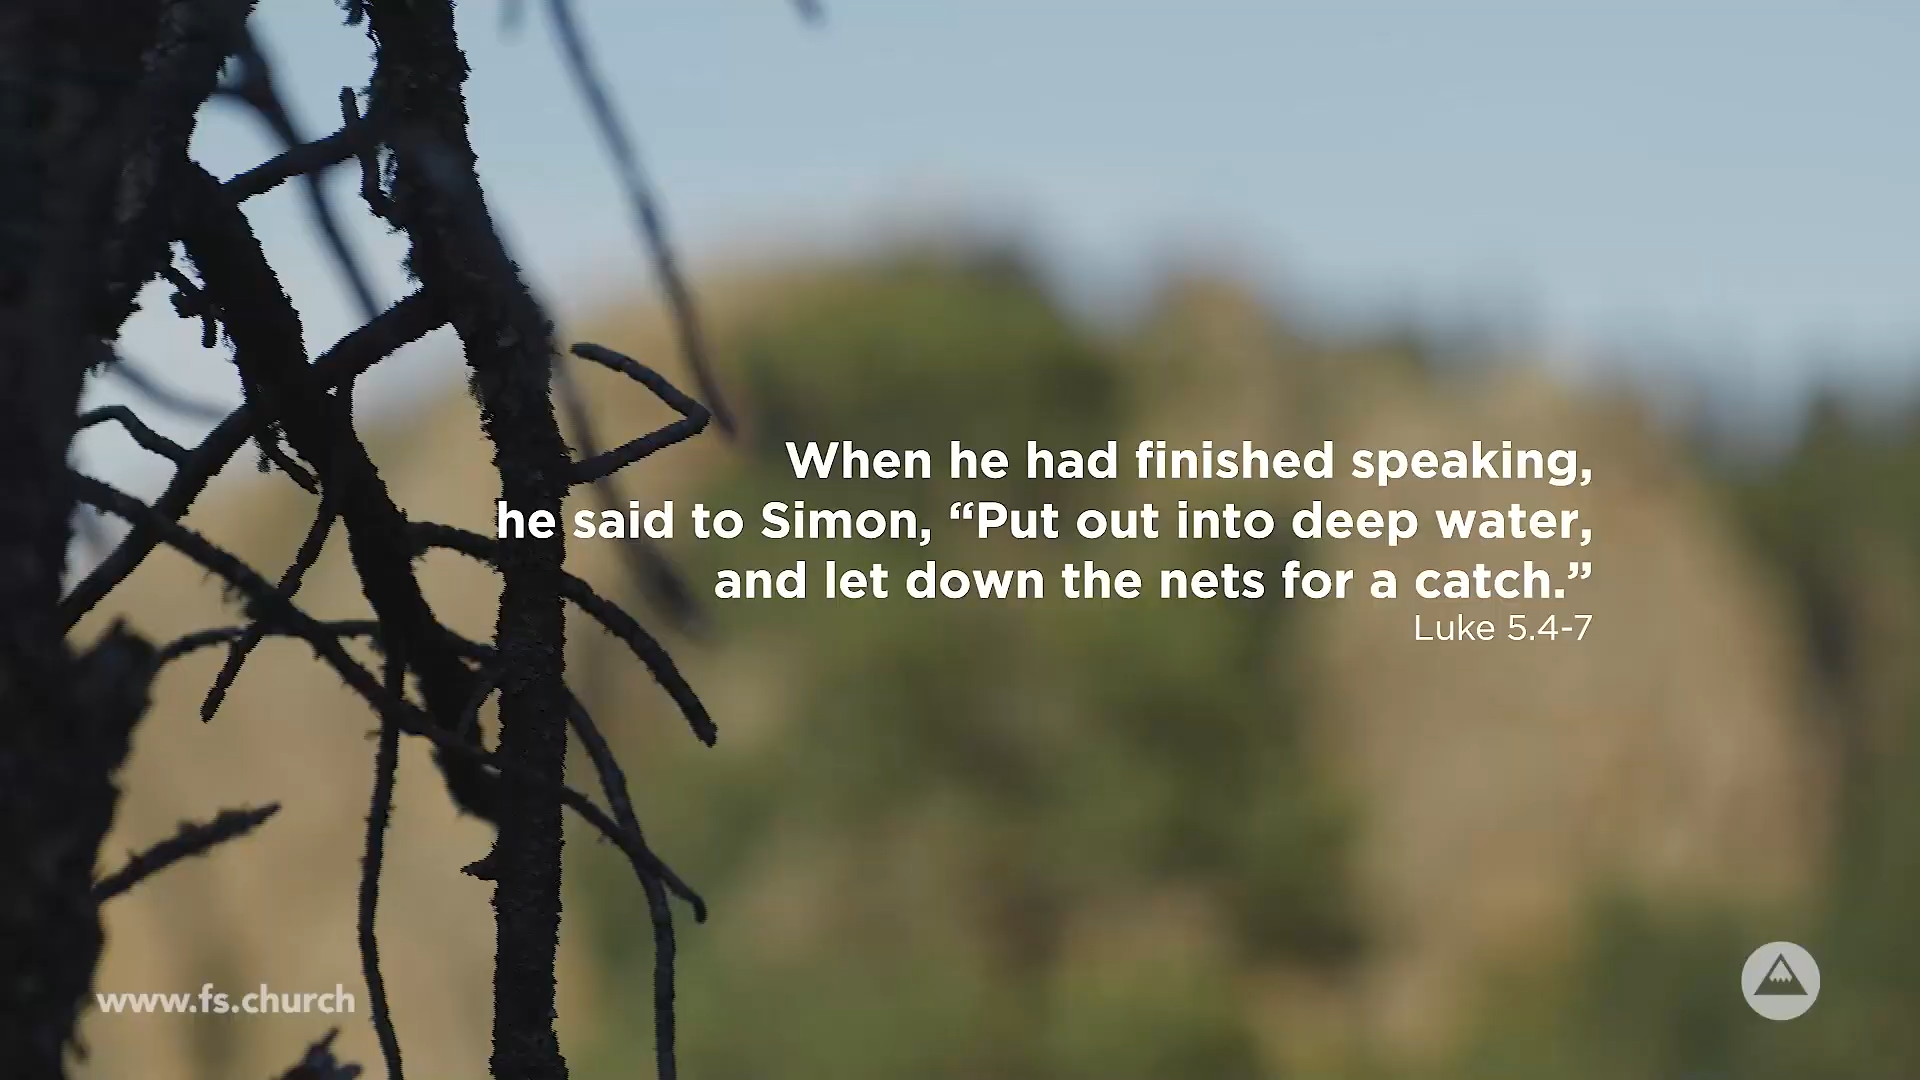 When he had finished speaking,
he said to Simon, “Put out into deep water,
and let down the nets for a catch.”
Luke 5.4-7
www.fs.church